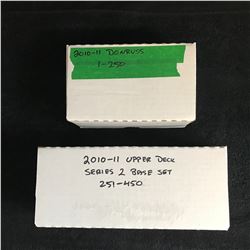 2010-11 DONRUSS
1-250
2010-11 UPPER DECK
SERIES 2 BASE SET
251-450